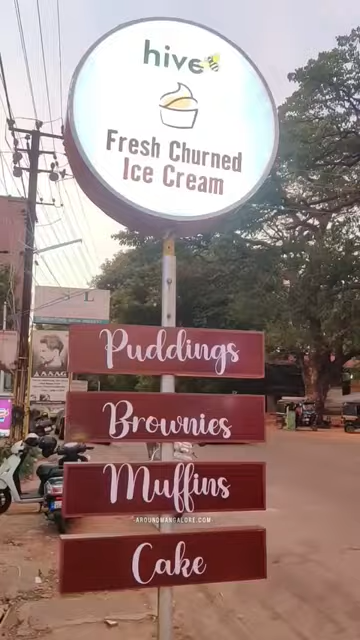 hive
Fresh Churned
Ice Cream
Puddings
Brownies
Muffins
AROUNDMANGALORE.COM
Cake